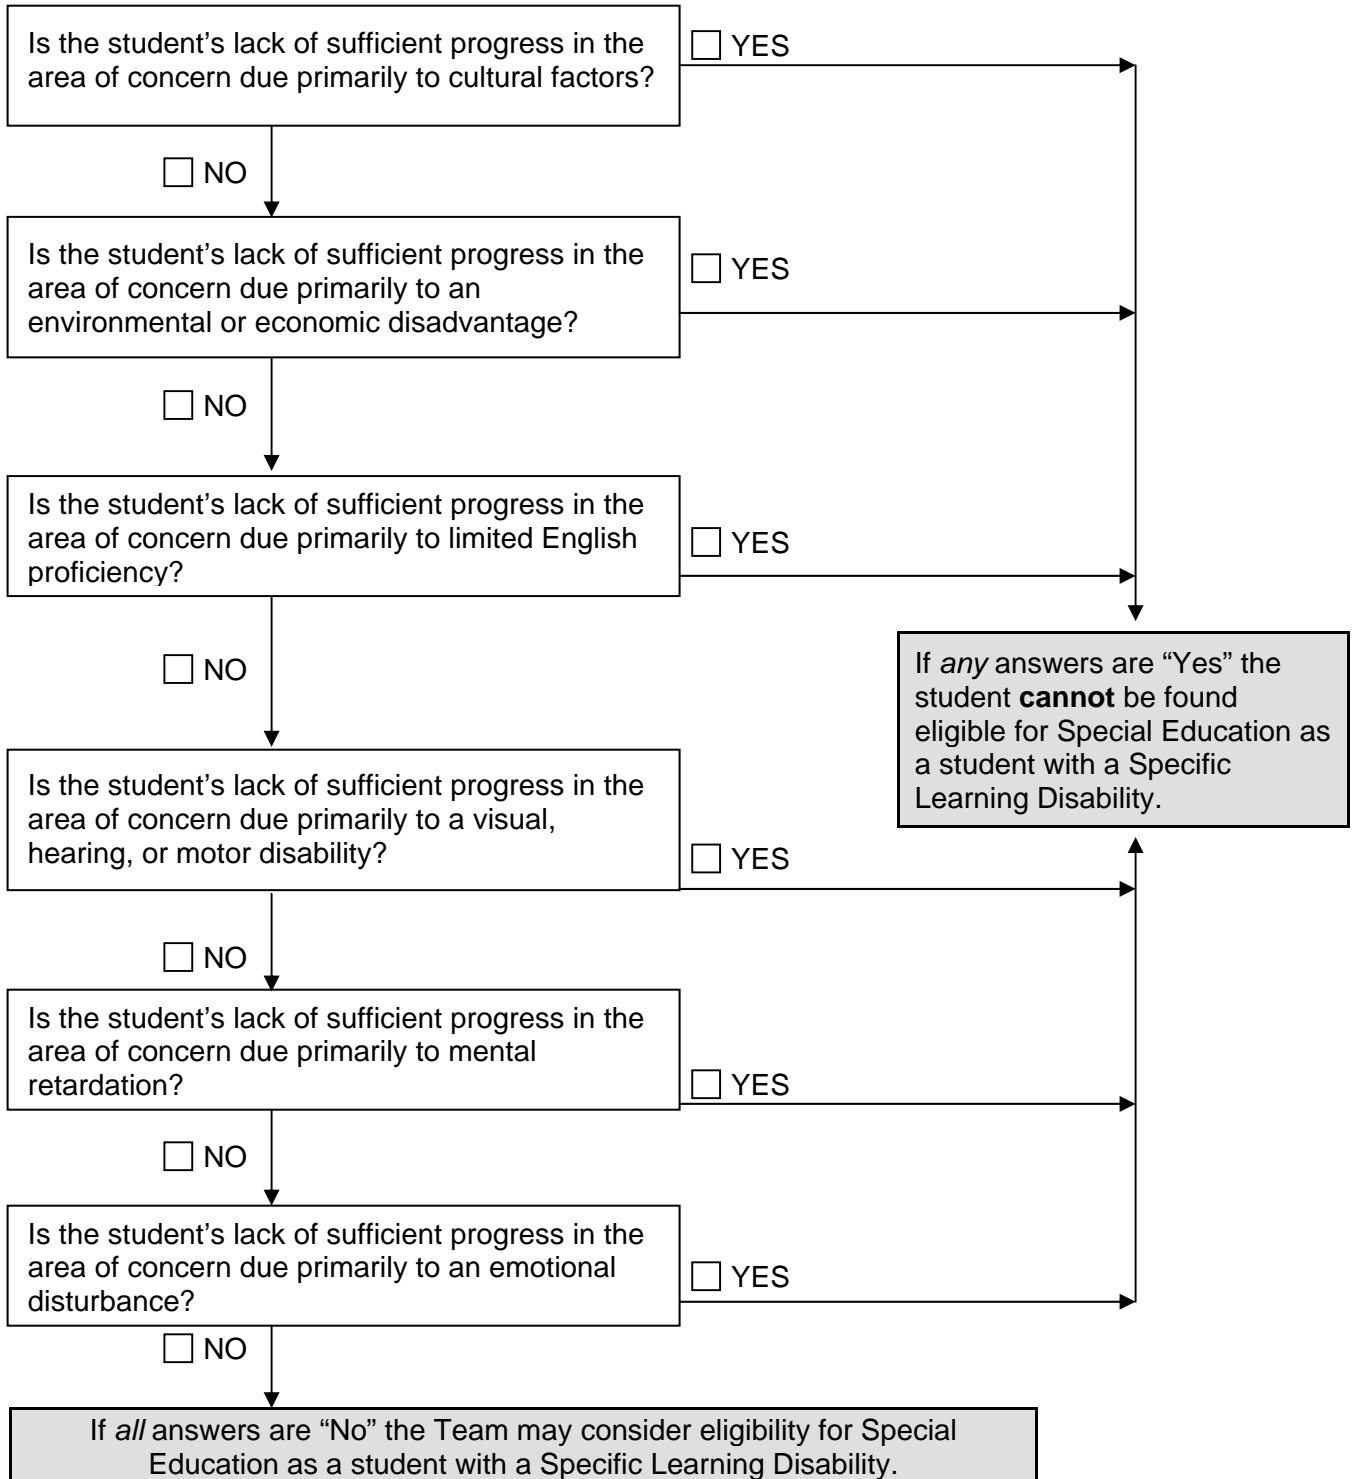 Is the student’s lack of sufficient progress in the
area of concern due primarily to cultural factors?
YES
NO
Is the student’s lack of sufficient progress in the
area of concern due primarily to an
environmental or economic disadvantage?
YES
NO
Is the student’s lack of sufficient progress in the
area of concern due primarily to limited English
proficiency?
YES
NO
If any answers are “Yes” the
student cannot be found
eligible for Special Education as
a student with a Specific
Learning Disability.
Is the student’s lack of sufficient progress in the
area of concern due primarily to a visual,
hearing, or motor disability?
YES
NO
Is the student’s lack of sufficient progress in the
area of concern due primarily to mental
retardation?
YES
NO
Is the student’s lack of sufficient progress in the
area of concern due primarily to an emotional
disturbance?
YES
NO
If all answers are “No” the Team may consider eligibility for Special
Education as a student with a Specific Learning Disability.